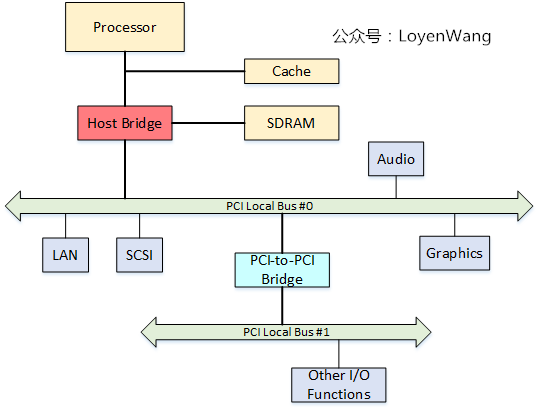 Processor
公众号：LoyenWang
Cache
Host Bridge
SDRAM
Audio
PCI Local Bus #0
LAN
SCSI
PCI-to-PCI
Bridge
Graphics
PCI Local Bus #1
Other I/O
Functions